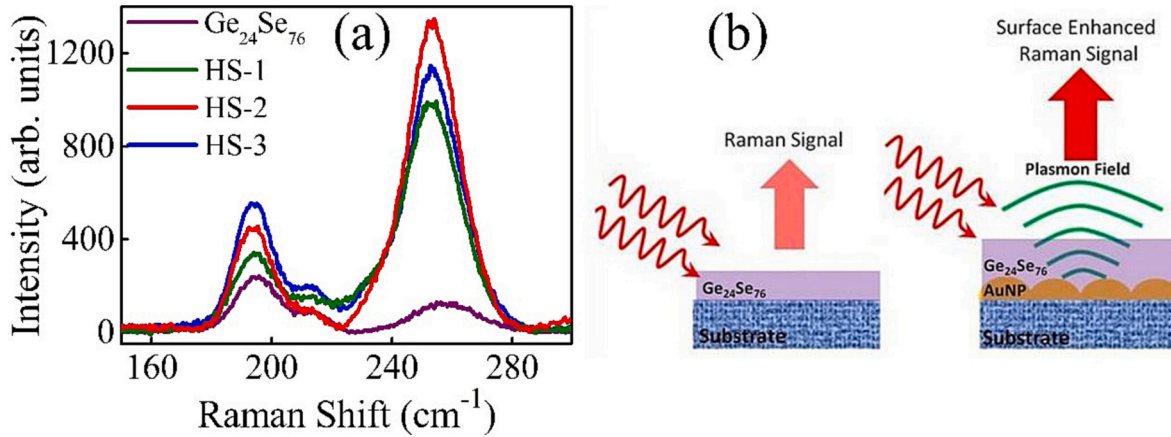 (a)
Ge₂₄Se₇₆
HS-1
HS-2
HS-3
Intensity (arb. units)
1200
800
400
0
160
200
240
280
Raman Shift (cm⁻¹)
(b)
Raman Signal
Ge₂₄Se₇₆
Substrate
Surface Enhanced
Raman Signal
Plasmon Field
Ge₂₄Se₇₆
AuNP
Substrate